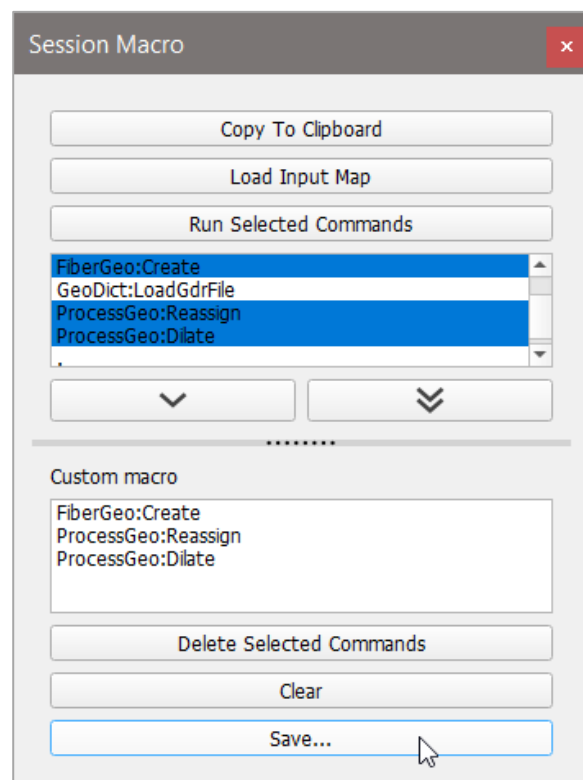 Session Macro
Copy To Clipboard
Load Input Map
Run Selected Commands
FiberGeo:Create
GeoDict:LoadGdrFile
ProcessGeo:Reassign
ProcessGeo:Dilate
Custom macro
FiberGeo:Create
ProcessGeo:Reassign
ProcessGeo:Dilate
Delete Selected Commands
Clear
Save...